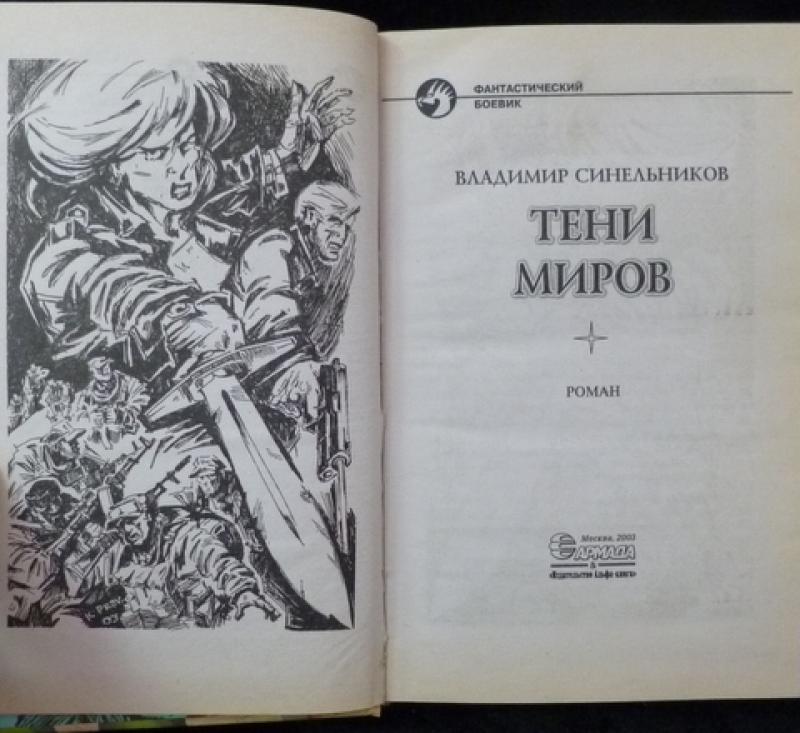 ФАНТАСТИЧЕСКИЙ
БОЕВИК
ВЛАДИМИР СИНЕЛЬНИКОВ
ТЕНИ
МИРОВ
РОМАН
Москва, 2003
АРМАДА
&
«Издательство Альфа-книга»